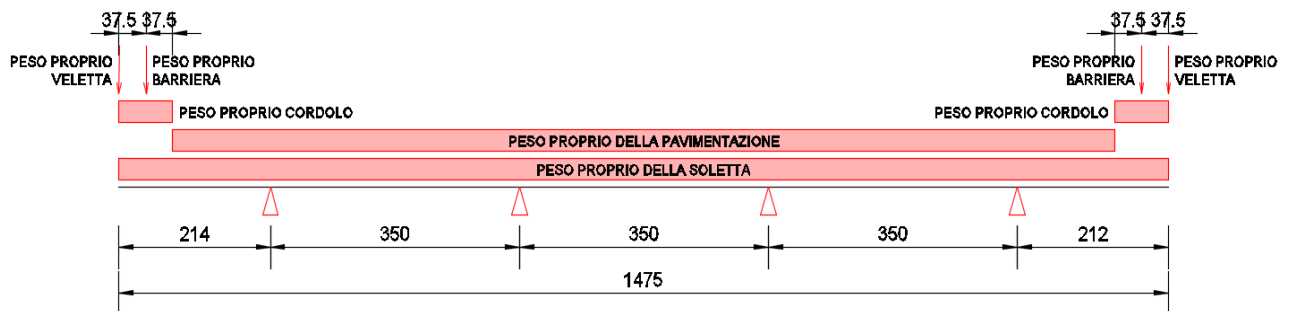 37.5 37.5 37.5 37.5
PESO PROPRIO
VELETTA
PESO PROPRIO
BARRIERA
PESO PROPRIO
BARRIERA
PESO PROPRIO
VELETTA
PESO PROPRIO CORDOLO PESO PROPRIO CORDOLO
PESO PROPRIO DELLA PAVIMENTAZIONE
PESO PROPRIO DELLA SOLETTA
214 350 350 350 212
1475